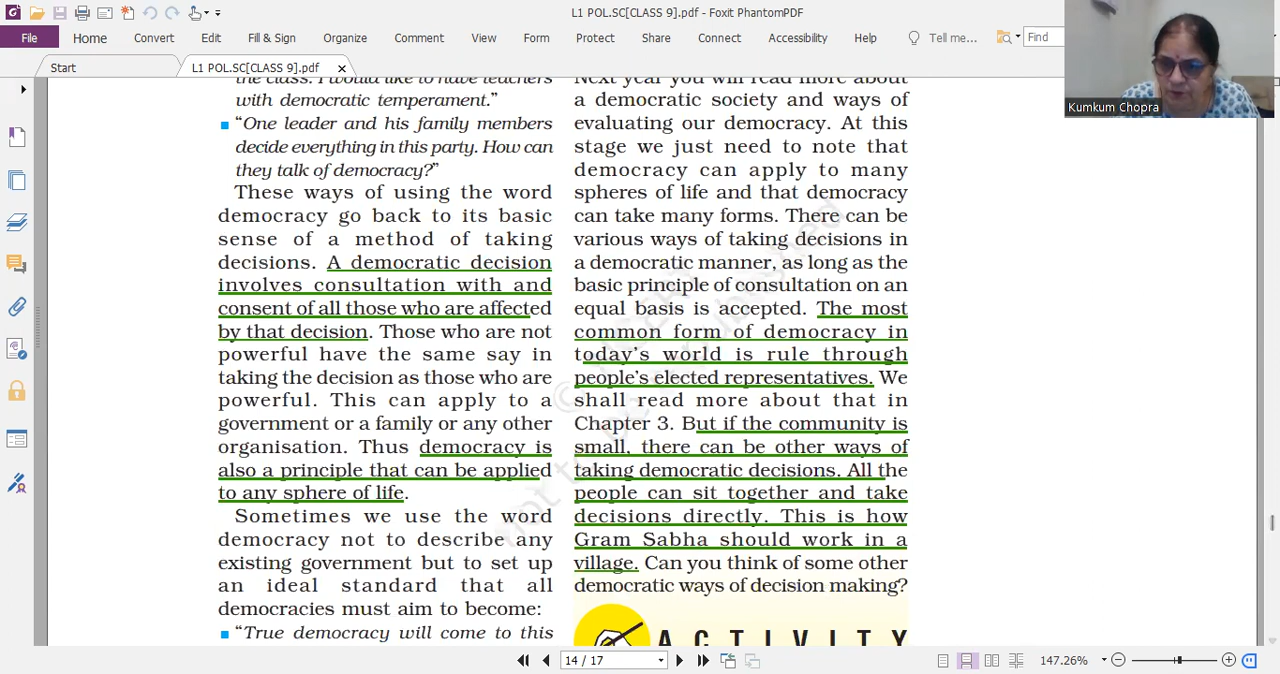 L1 POL.SC[CLASS 9].pdf - Foxit PhantomPDF
File Home Convert Edit Fill & Sign Organize Comment View Form Protect Share Connect Accessibility Help Tell me... Find
Start L1 POL.SC[CLASS 9].pdf
Kumkum Chopra
the class. I would like to have teachers
with democratic temperament.”
“One leader and his family members
decide everything in this party. How can
they talk of democracy?”
These ways of using the word
democracy go back to its basic
sense of a method of taking
decisions. A democratic decision
involves consultation with and
consent of all those who are affected
by that decision. Those who are not
powerful have the same say in
taking the decision as those who are
powerful. This can apply to a
government or a family or any other
organisation. Thus democracy is
also a principle that can be applied
to any sphere of life.
Sometimes we use the word
democracy not to describe any
existing government but to set up
an ideal standard that all
democracies must aim to become:
“True democracy will come to this
Next year you will read more about
a democratic society and ways of
evaluating our democracy. At this
stage we just need to note that
democracy can apply to many
spheres of life and that democracy
can take many forms. There can be
various ways of taking decisions in
a democratic manner, as long as the
basic principle of consultation on an
equal basis is accepted. The most
common form of democracy in
today’s world is rule through
people’s elected representatives. We
shall read more about that in
Chapter 3. But if the community is
small, there can be other ways of
taking democratic decisions. All the
people can sit together and take
decisions directly. This is how
Gram Sabha should work in a
village. Can you think of some other
democratic ways of decision making?
ACTIVITY
14 / 17
147.26%